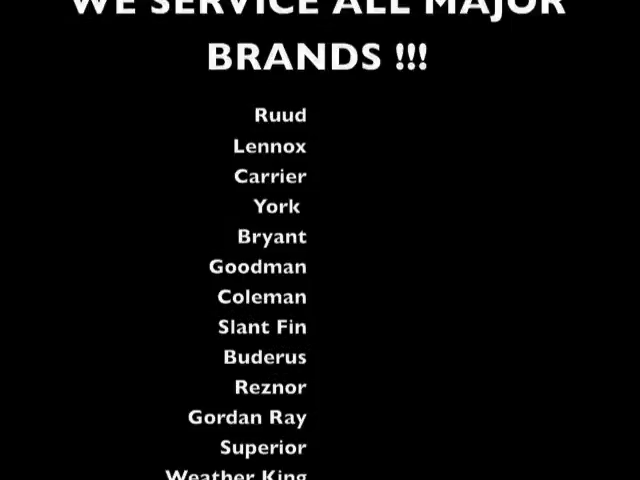 WE SERVICE ALL MAJOR
BRANDS !!!
Ruud
Lennox
Carrier
York
Bryant
Goodman
Coleman
Slant Fin
Buderus
Reznor
Gordan Ray
Superior
Weather King